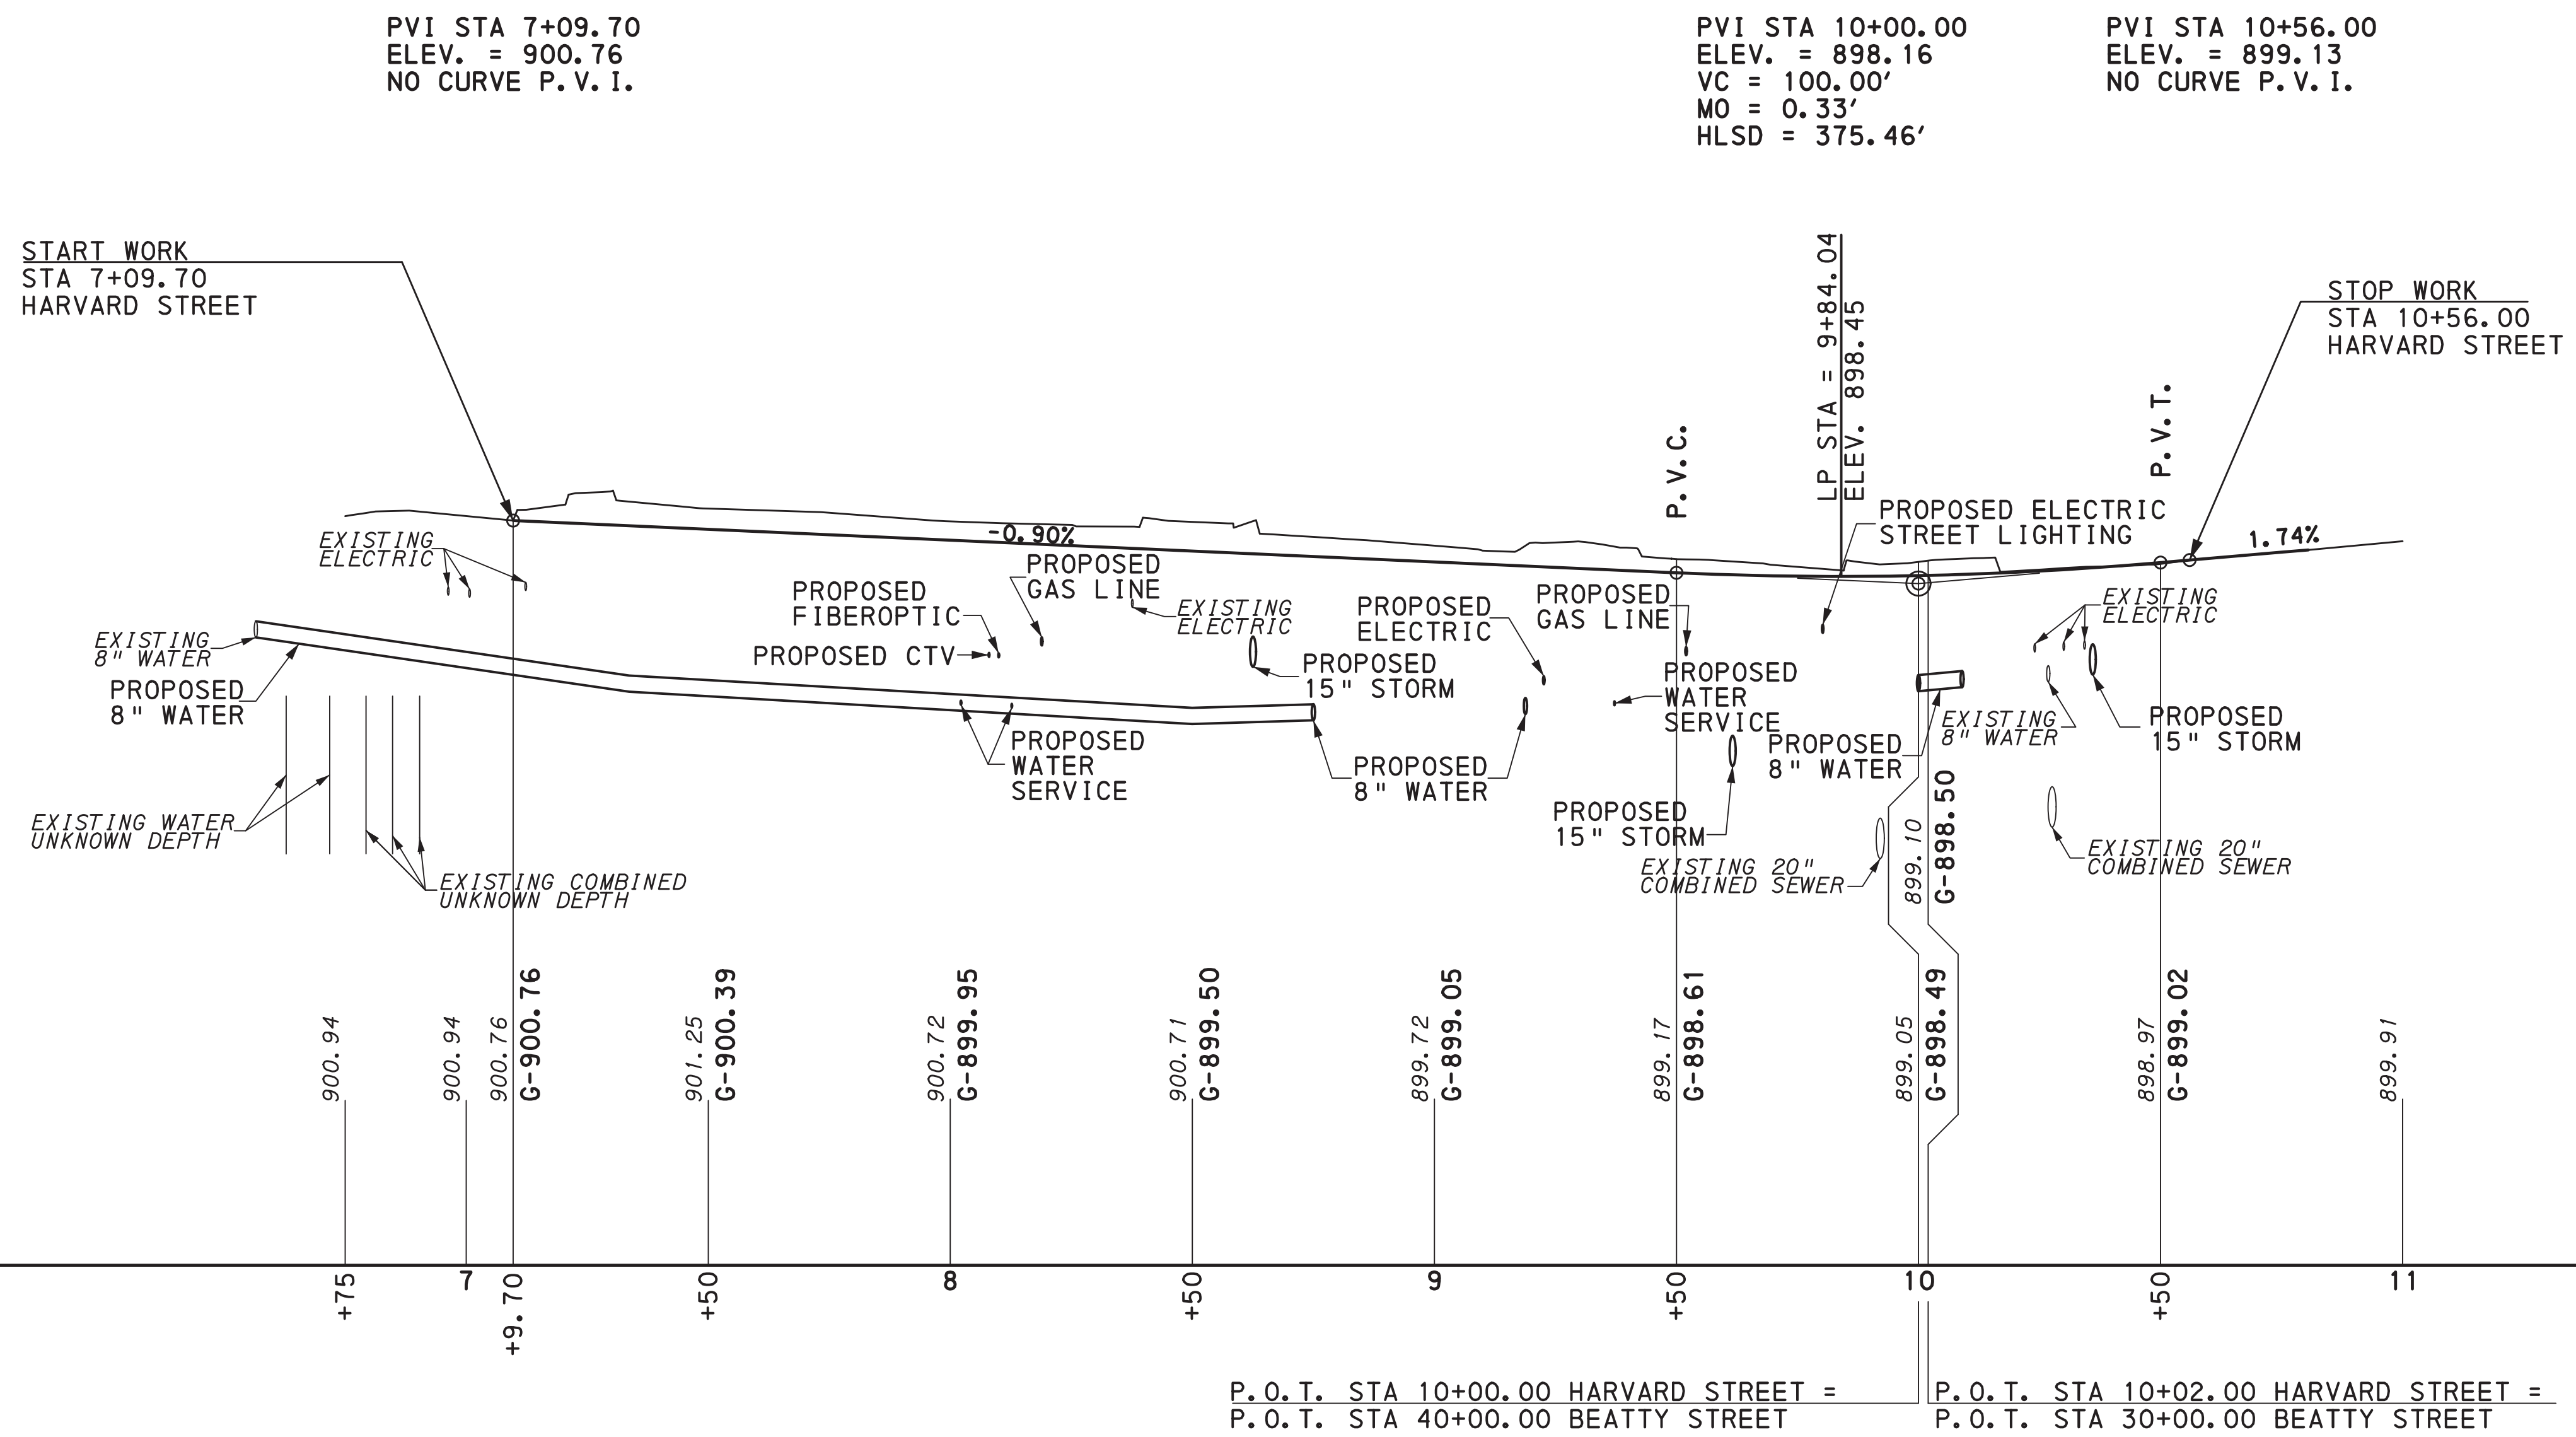 PVI STA 7+09.70
ELEV. = 900.76
NO CURVE P.V.I.
PVI STA 10+00.00
ELEV. = 898.16
VC = 100.00′
MO = 0.33′
HLSD = 375.46′
PVI STA 10+56.00
ELEV. = 899.13
NO CURVE P.V.I.
START WORK
STA 7+09.70
HARVARD STREET
LP STA = 9+84.04
ELEV. 898.45
STOP WORK
STA 10+56.00
HARVARD STREET
P.V.C.
P.V.T.
-0.90%
1.74%
PROPOSED ELECTRIC
STREET LIGHTING
EXISTING
ELECTRIC
PROPOSED
GAS LINE
PROPOSED
FIBEROPTIC
PROPOSED CTV
EXISTING
ELECTRIC
PROPOSED
ELECTRIC
PROPOSED
GAS LINE
EXISTING
ELECTRIC
EXISTING
8" WATER
PROPOSED
8" WATER
PROPOSED
15" STORM
PROPOSED
WATER
SERVICE
PROPOSED
WATER
SERVICE
PROPOSED
8" WATER
PROPOSED
8" WATER
EXISTING
8" WATER
PROPOSED
15" STORM
PROPOSED
15" STORM
EXISTING WATER
UNKNOWN DEPTH
EXISTING COMBINED
UNKNOWN DEPTH
EXISTING 20"
COMBINED SEWER
EXISTING 20"
COMBINED SEWER
899.10
G-898.50
900.94
900.94
900.76
G-900.76
901.25
G-900.39
900.72
G-899.95
900.71
G-899.50
899.72
G-899.05
899.17
G-898.61
899.05
G-898.49
898.97
G-899.02
899.91
+75
7
+9.70
+50
8
+50
9
+50
10
+50
11
P.O.T. STA 10+00.00 HARVARD STREET =
P.O.T. STA 40+00.00 BEATTY STREET
P.O.T. STA 10+02.00 HARVARD STREET =
P.O.T. STA 30+00.00 BEATTY STREET